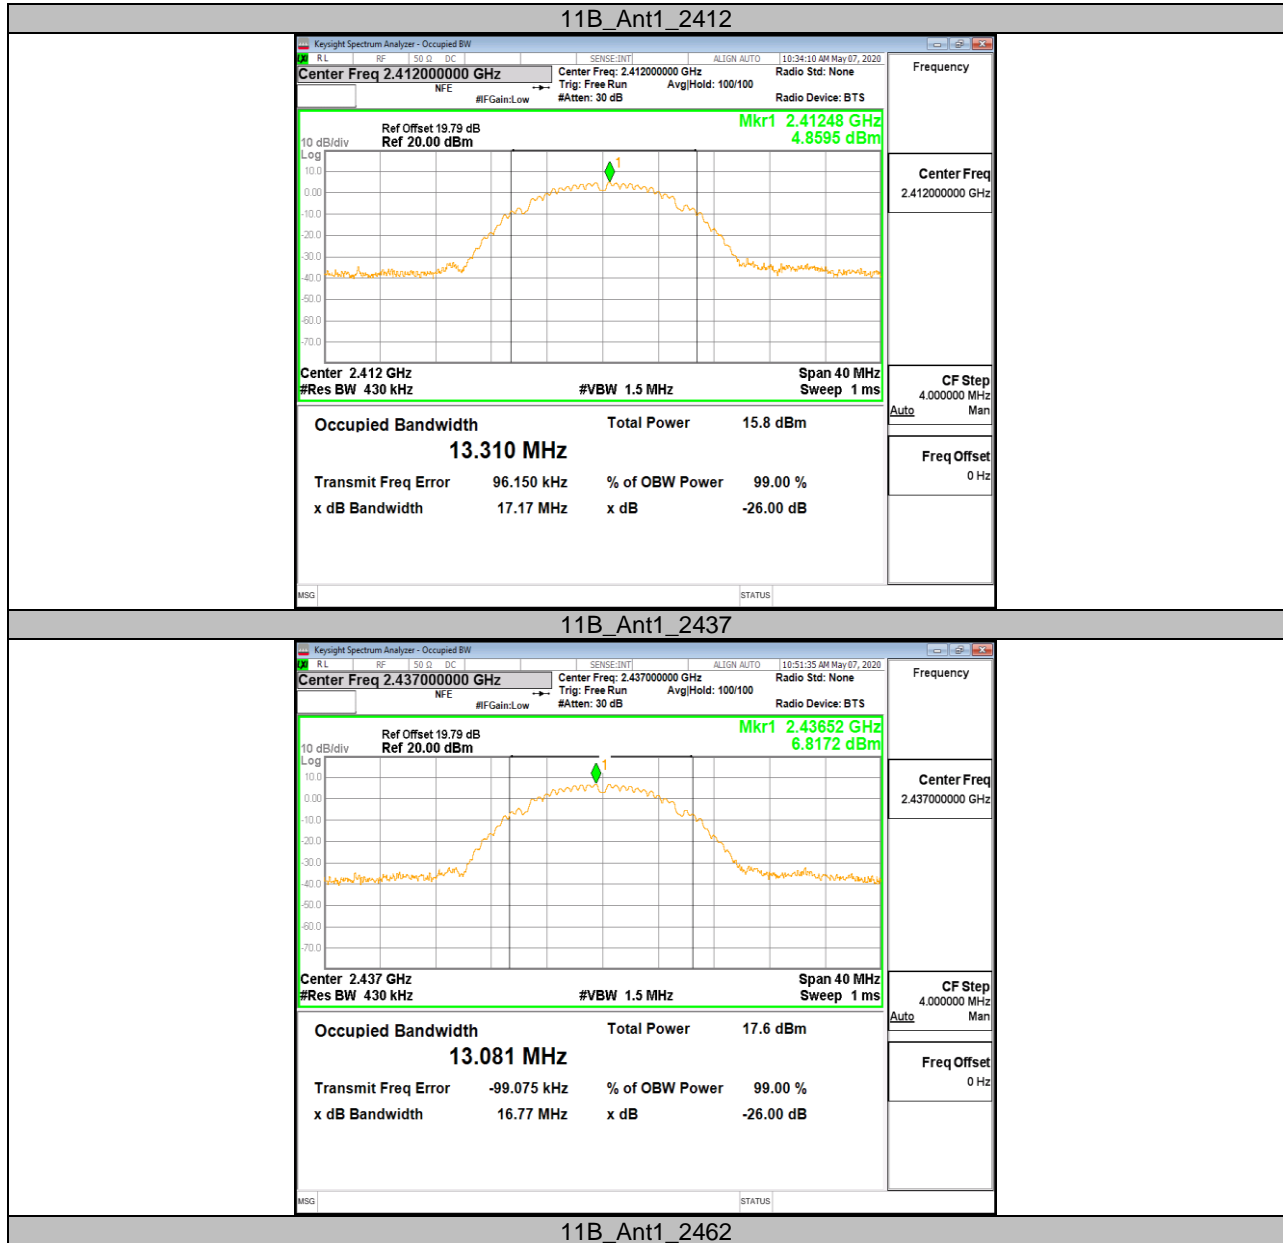 11B_Ant1_2412
Keysight Spectrum Analyzer - Occupied BW
LXI RL RF 50 Ω DC SENSE:INT ALIGN AUTO 10:34:10 AM May 07, 2020
Center Freq 2.412000000 GHz Center Freq: 2.412000000 GHz Radio Std: None
NFE Trig: Free Run Avg|Hold: 100/100
#IFGain:Low #Atten: 30 dB Radio Device: BTS
Frequency
Mkr1 2.41248 GHz
4.8595 dBm
Ref Offset 19.79 dB
10 dB/div Ref 20.00 dBm
Log
10.0
0.00
-10.0
-20.0
-30.0
-40.0
-50.0
-60.0
-70.0
1
Center Freq
2.412000000 GHz
Center 2.412 GHz Span 40 MHz
#Res BW 430 kHz #VBW 1.5 MHz Sweep 1 ms
CF Step
4.000000 MHz
Auto Man
Occupied Bandwidth Total Power 15.8 dBm
13.310 MHz
Transmit Freq Error 96.150 kHz % of OBW Power 99.00 %
x dB Bandwidth 17.17 MHz x dB -26.00 dB
Freq Offset
0 Hz
MSG STATUS
11B_Ant1_2437
Keysight Spectrum Analyzer - Occupied BW
LXI RL RF 50 Ω DC SENSE:INT ALIGN AUTO 10:51:35 AM May 07, 2020
Center Freq 2.437000000 GHz Center Freq: 2.437000000 GHz Radio Std: None
NFE Trig: Free Run Avg|Hold: 100/100
#IFGain:Low #Atten: 30 dB Radio Device: BTS
Frequency
Mkr1 2.43652 GHz
6.8172 dBm
Ref Offset 19.79 dB
10 dB/div Ref 20.00 dBm
Log
10.0
0.00
-10.0
-20.0
-30.0
-40.0
-50.0
-60.0
-70.0
1
Center Freq
2.437000000 GHz
Center 2.437 GHz Span 40 MHz
#Res BW 430 kHz #VBW 1.5 MHz Sweep 1 ms
CF Step
4.000000 MHz
Auto Man
Occupied Bandwidth Total Power 17.6 dBm
13.081 MHz
Transmit Freq Error -99.075 kHz % of OBW Power 99.00 %
x dB Bandwidth 16.77 MHz x dB -26.00 dB
Freq Offset
0 Hz
MSG STATUS
11B_Ant1_2462